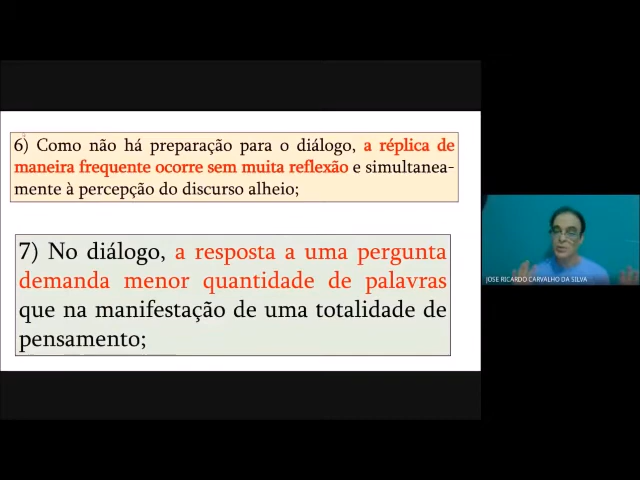 6) Como não há preparação para o diálogo, a réplica de
maneira frequente ocorre sem muita reflexão e simultanea-
mente à percepção do discurso alheio;
7) No diálogo, a resposta a uma pergunta
demanda menor quantidade de palavras
que na manifestação de uma totalidade de
pensamento;
JOSE RICARDO CARVALHO DA SILVA